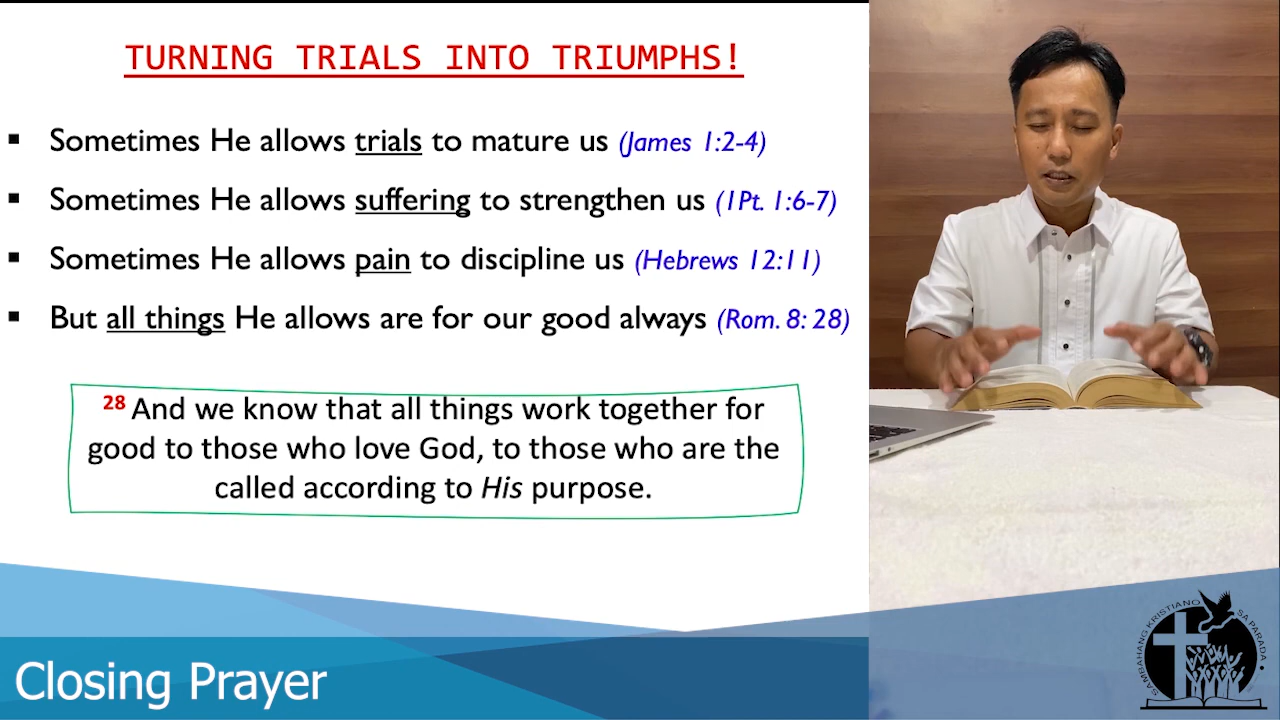 TURNING TRIALS INTO TRIUMPHS!
▪ Sometimes He allows trials to mature us (James 1:2-4)
▪ Sometimes He allows suffering to strengthen us (1Pt. 1:6-7)
▪ Sometimes He allows pain to discipline us (Hebrews 12:11)
▪ But all things He allows are for our good always (Rom. 8: 28)
28 And we know that all things work together for
good to those who love God, to those who are the
called according to His purpose.
Closing Prayer
SAMBAHANG KRISTIANO SA PARADA